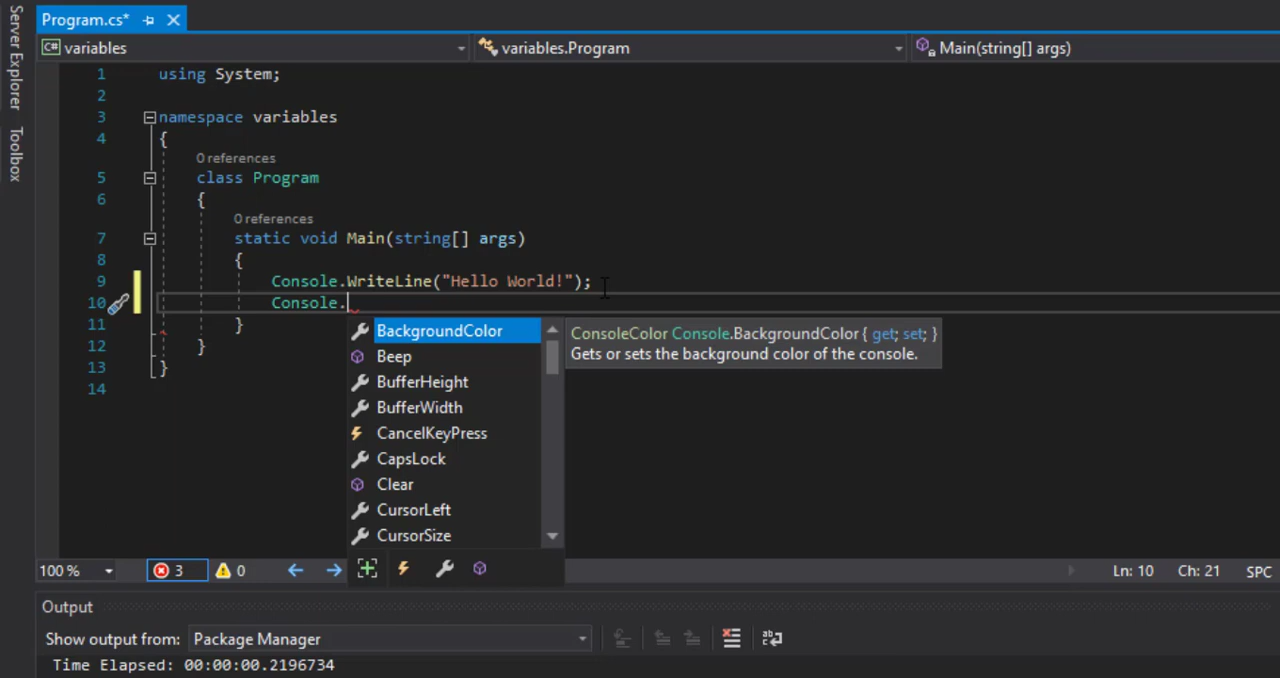 Program.cs*
Server Explorer
Toolbox
C# variables
variables.Program
Main(string[] args)
1 using System;
2
3 namespace variables
4 {
0 references
5 class Program
6 {
0 references
7 static void Main(string[] args)
8 {
9 Console.WriteLine("Hello World!");
10 Console.
11 }
12 }
13 }
14
BackgroundColor
Beep
BufferHeight
BufferWidth
CancelKeyPress
CapsLock
Clear
CursorLeft
CursorSize
ConsoleColor Console.BackgroundColor { get; set; }
Gets or sets the background color of the console.
100 % 3 0 Ln: 10 Ch: 21 SPC
Output
Show output from: Package Manager
Time Elapsed: 00:00:00.2196734